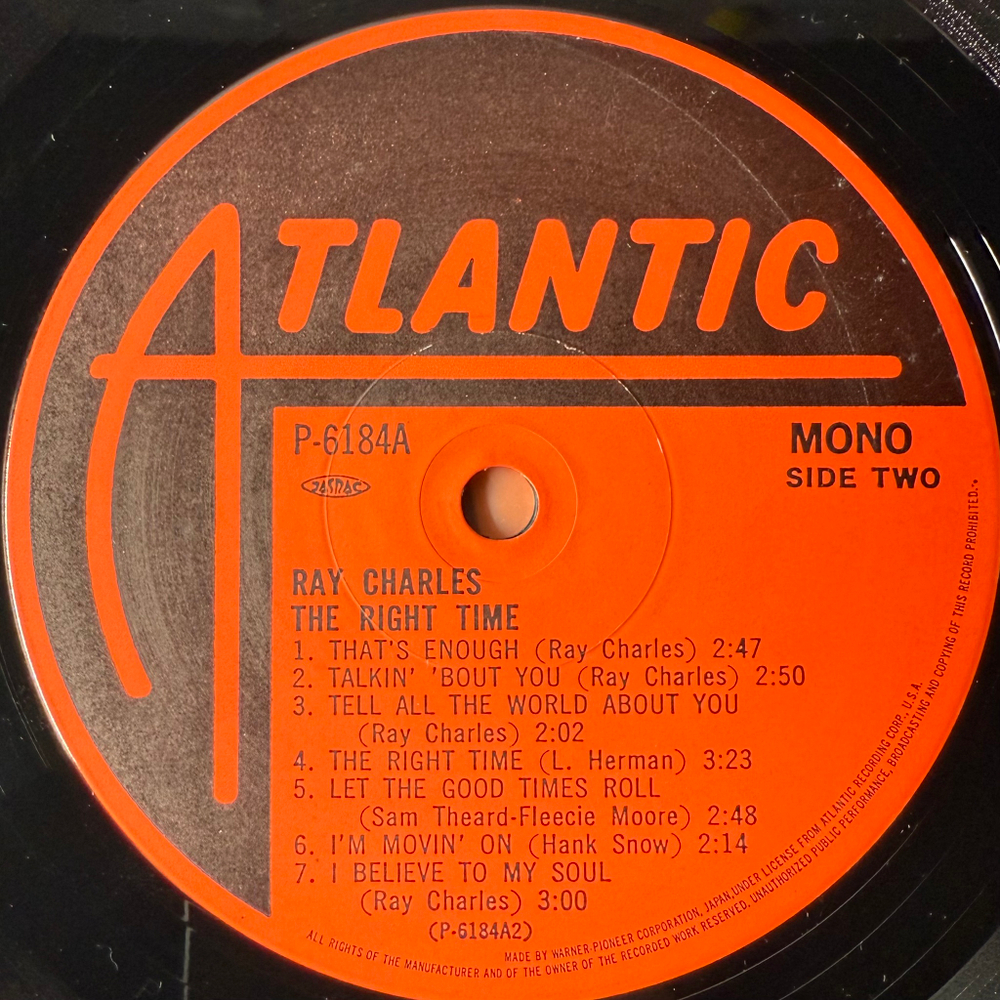 ATLANTIC
P-6184A
MONO
JASRAC
SIDE TWO
RAY CHARLES
THE RIGHT TIME
1. THAT'S ENOUGH (Ray Charles) 2:47
2. TALKIN' 'BOUT YOU (Ray Charles) 2:50
3. TELL ALL THE WORLD ABOUT YOU
(Ray Charles) 2:02
4. THE RIGHT TIME (L. Herman) 3:23
5. LET THE GOOD TIMES ROLL
(Sam Theard-Fleecie Moore) 2:48
6. I'M MOVIN' ON (Hank Snow) 2:14
7. I BELIEVE TO MY SOUL
(Ray Charles) 3:00
(P-6184A2)
MADE BY WARNER-PIONEER CORPORATION, JAPAN, UNDER LICENSE FROM ATLANTIC RECORDING CORP., U.S.A.
ALL RIGHTS OF THE MANUFACTURER AND OF THE OWNER OF THE RECORDED WORK RESERVED. UNAUTHORIZED PUBLIC PERFORMANCE, BROADCASTING AND COPYING OF THIS RECORD PROHIBITED.